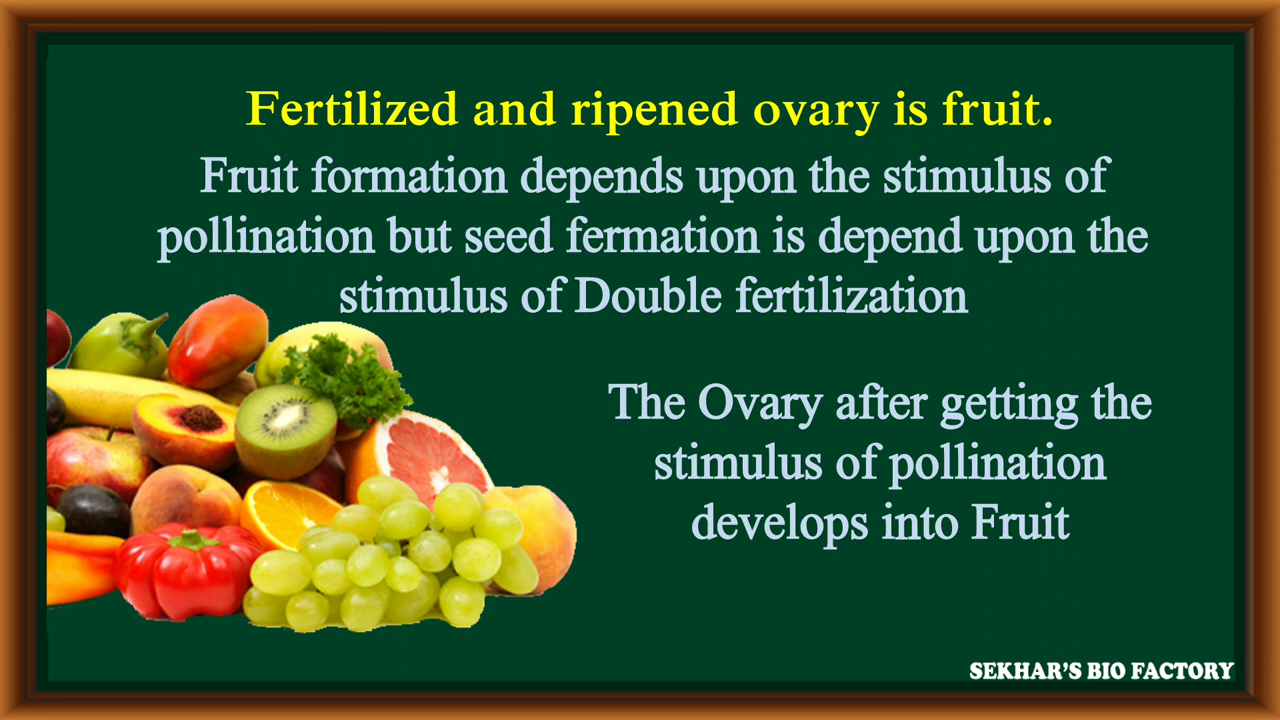 Fertilized and ripened ovary is fruit.
Fruit formation depends upon the stimulus of
pollination but seed fermation is depend upon the
stimulus of Double fertilization
The Ovary after getting the
stimulus of pollination
develops into Fruit
SEKHAR'S BIO FACTORY